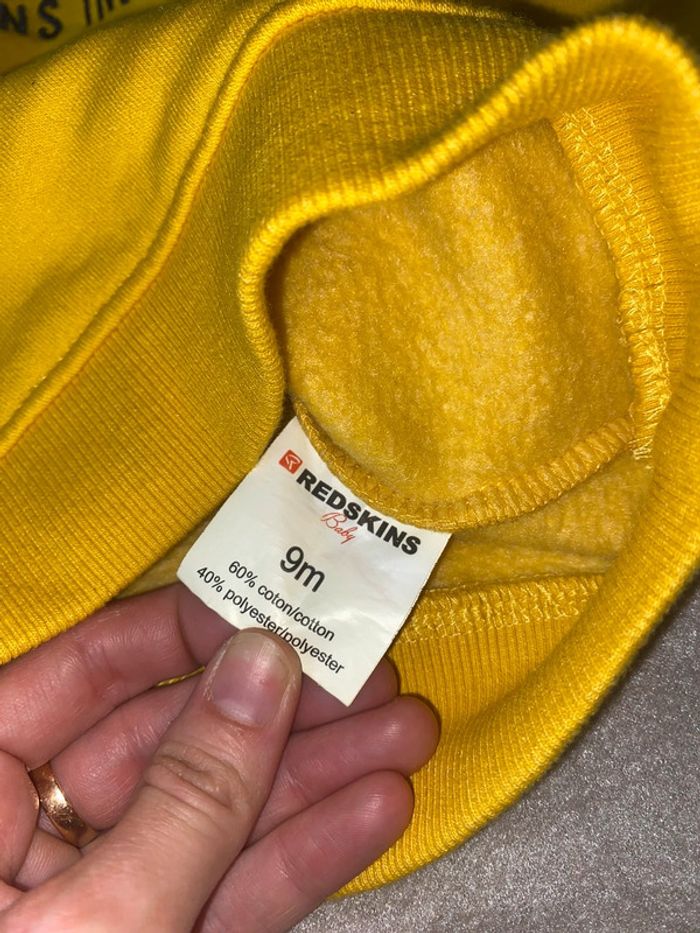 REDSKINS
Baby
9m
60% coton/cotton
40% polyester/polyester